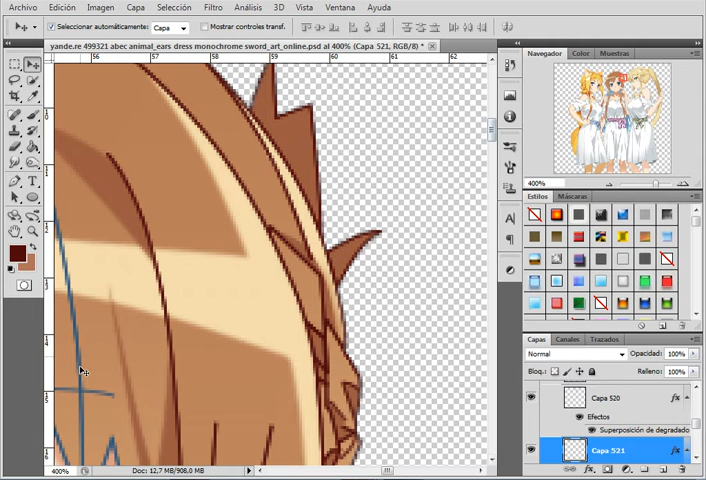 Archivo Edición Imagen Capa Selección Filtro Análisis 3D Vista Ventana Ayuda
Seleccionar automáticamente: Capa Mostrar controles transf.
yande.re 499321 abec animal_ears dress monochrome sword_art_online.psd al 400% (Capa 521, RGB/8) *
56 57 58 59 60 61 62
Navegador Color Muestras
400%
Estilos Máscaras
Capas Canales Trazados
Normal Opacidad: 100%
Bloq.: Relleno: 100%
Capa 520 fx
Efectos
Superposición de degradado
Capa 521 fx
400% Doc: 12,7 MB/908,0 MB